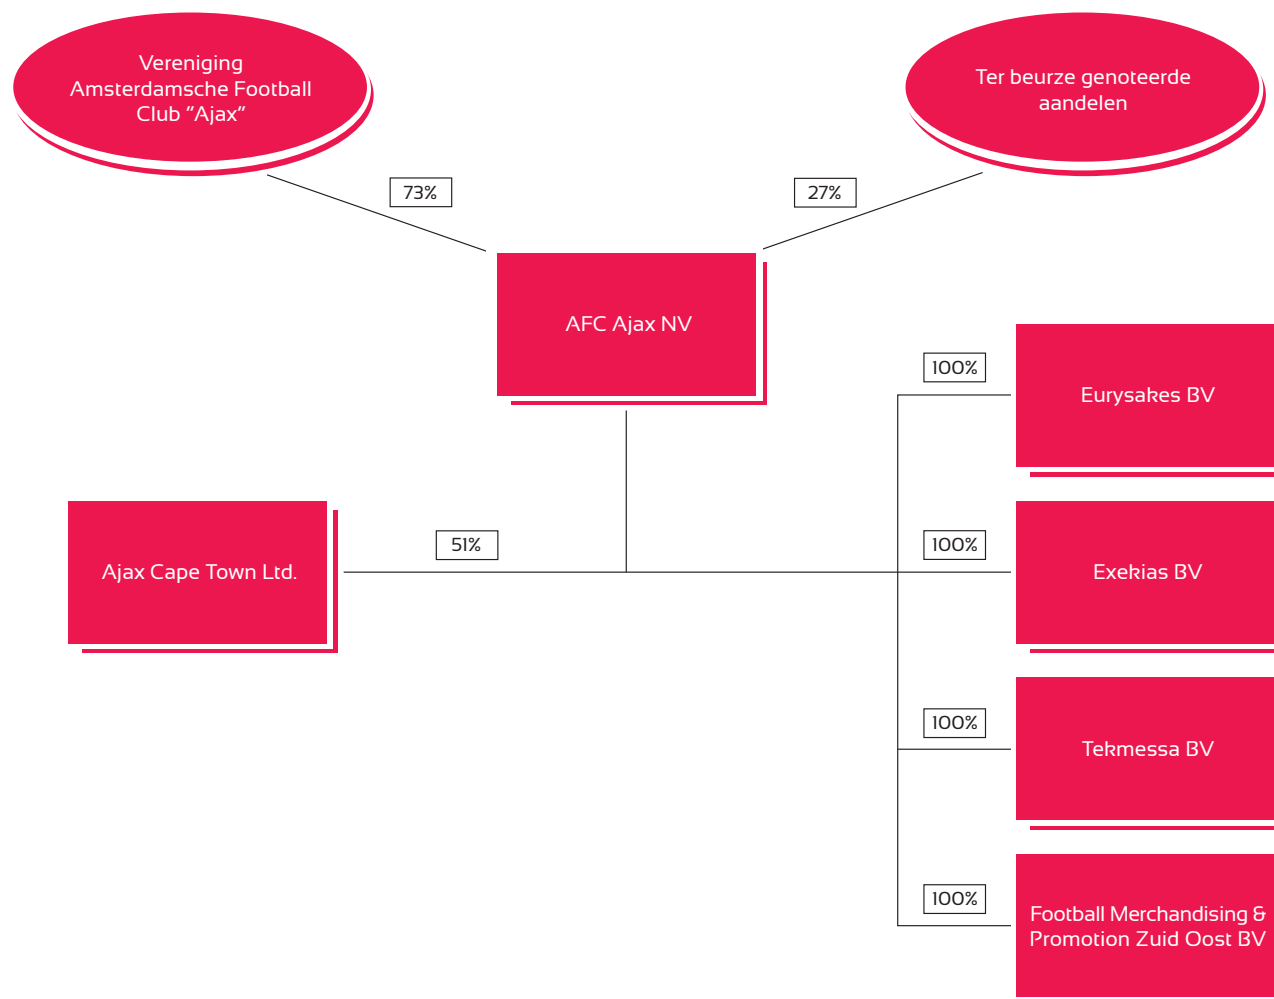 Vereniging
Amsterdamsche Football
Club “Ajax”
Ter beurze genoteerde
aandelen
73%
27%
AFC Ajax NV
100%
Eurysakes BV
51%
Ajax Cape Town Ltd.
100%
Exekias BV
100%
Tekmessa BV
100%
Football Merchandising &
Promotion Zuid Oost BV